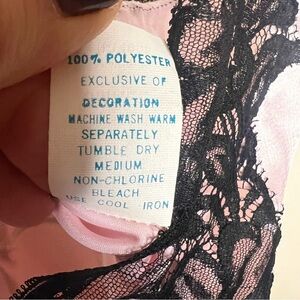 100% POLYESTER
EXCLUSIVE OF
DECORATION
MACHINE WASH WARM
SEPARATELY
TUMBLE DRY
MEDIUM
NON-CHLORINE
BLEACH
USE COOL IRON